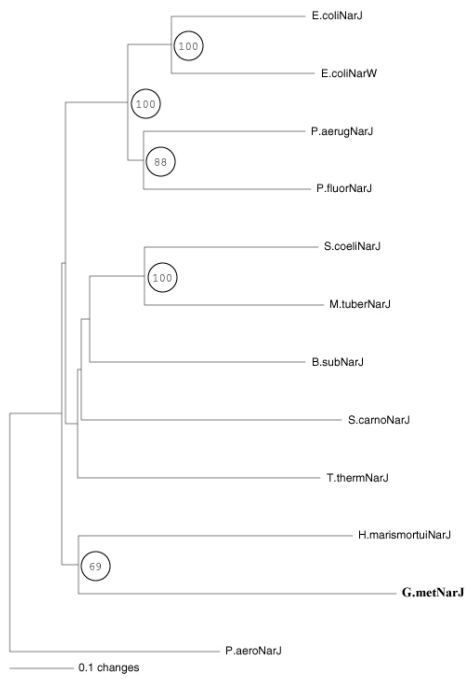 E.coliNarJ
100
E.coliNarW
100
P.aerugNarJ
88
P.fluorNarJ
S.coeliNarJ
100
M.tuberNarJ
B.subNarJ
S.carnoNarJ
T.thermNarJ
H.marismortuiNarJ
69
G.metNarJ
P.aeroNarJ
0.1 changes